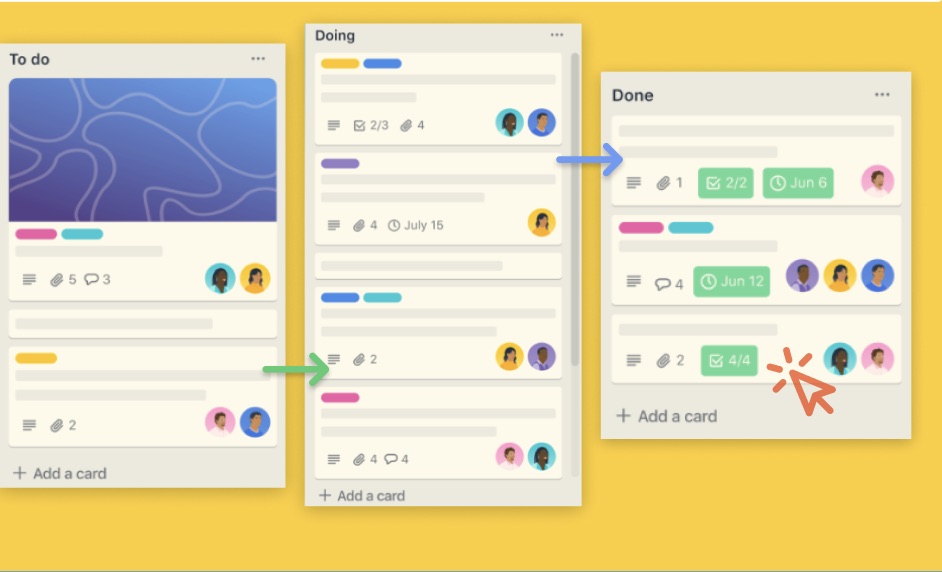 To do
5 3
2
+ Add a card
Doing
2/3 4
4 July 15
2
4 4
+ Add a card
Done
1 2/2 Jun 6
4 Jun 12
2 4/4
+ Add a card